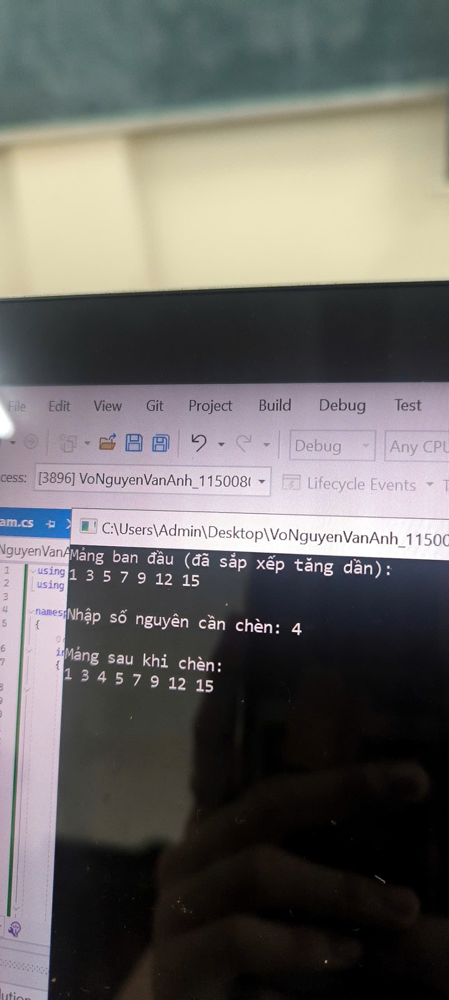 File Edit View Git Project Build Debug Test
Debug Any CPU
cess: [3896] VoNguyenVanAnh_115008
Lifecycle Events
am.cs
C:\Users\Admin\Desktop\VoNguyenVanAnh_11500
NguyenVanA
1 using
2 using
3
4 namesp
5 {
6
7 {
Mảng ban đầu (đã sắp xếp tăng dần):
1 3 5 7 9 12 15
Nhập số nguyên cần chèn: 4
Mảng sau khi chèn:
1 3 4 5 7 9 12 15
lution